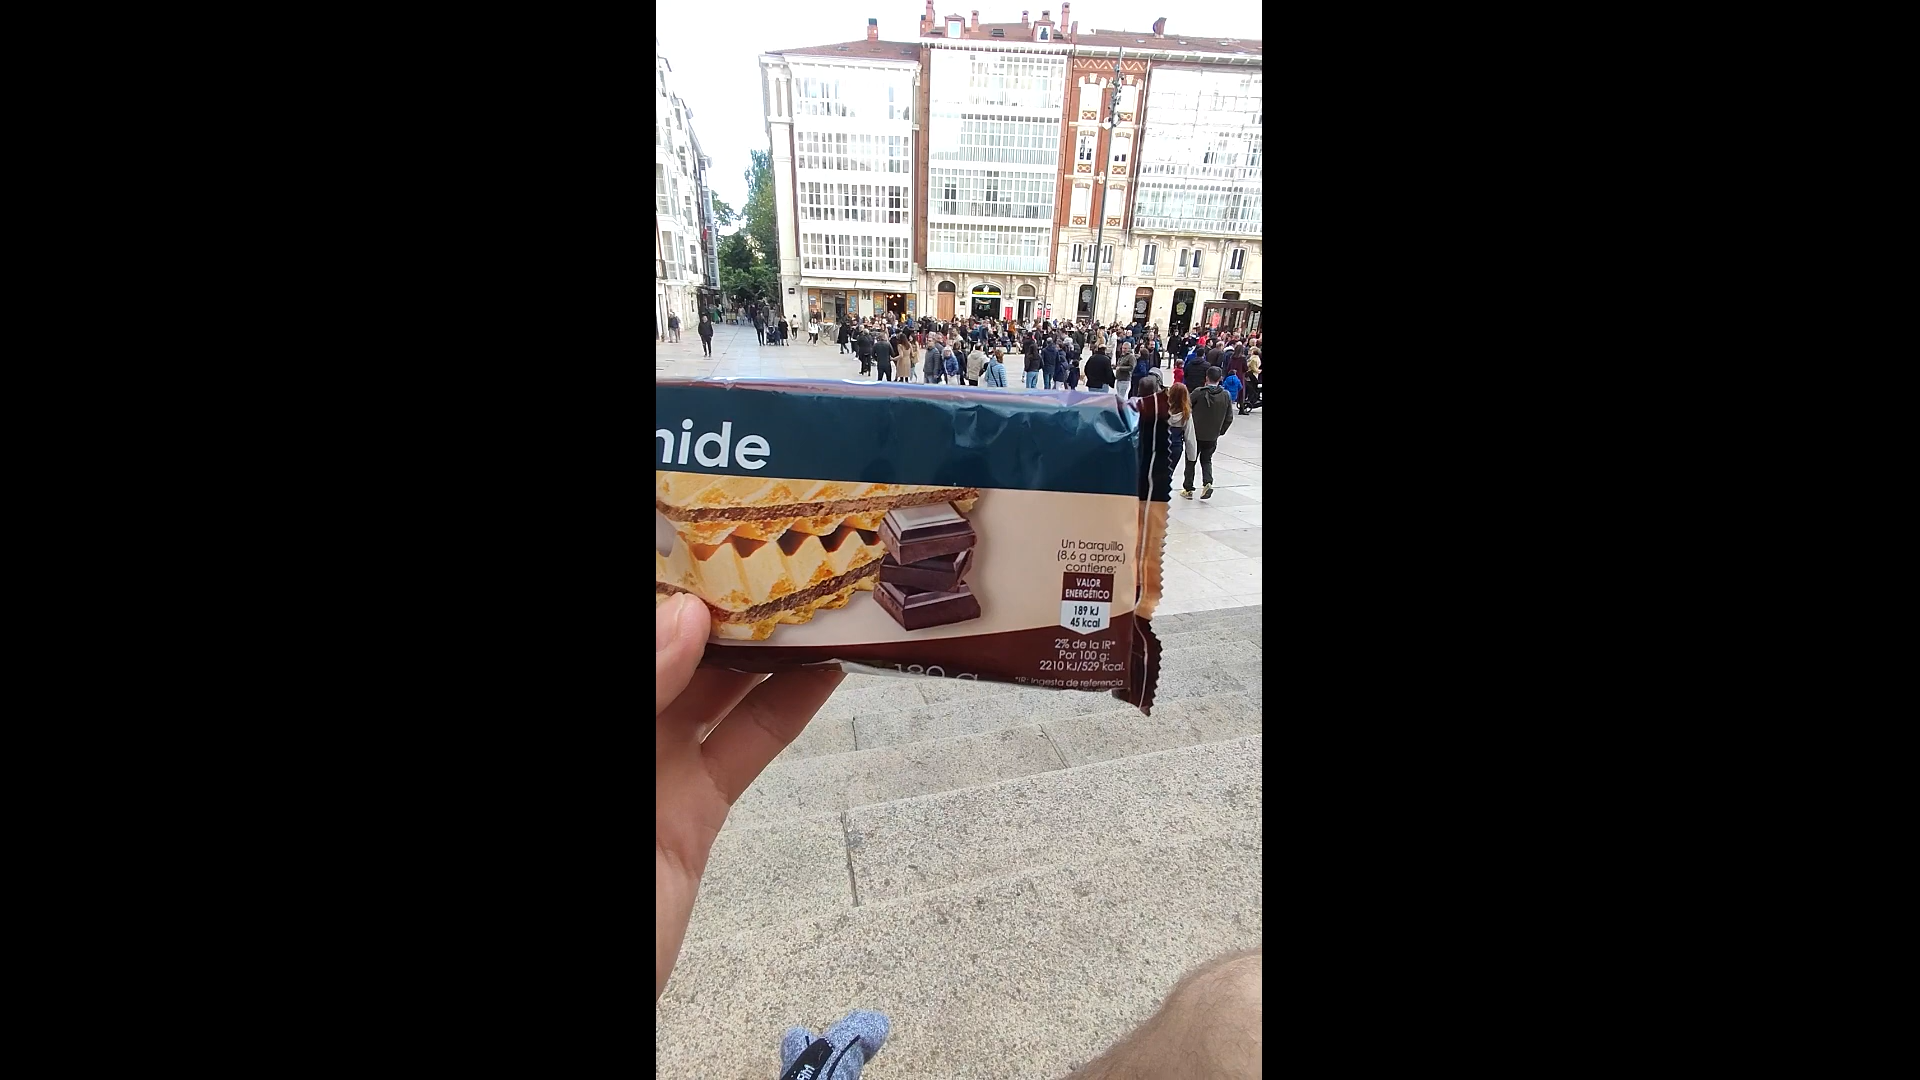 nide
Un barquillo
(8,6 g aprox.)
contiene:
VALOR
ENERGÉTICO
189 kJ
45 kcal
2% de la IR*
Por 100 g:
2210 kJ/529 kcal.
*IR: Ingesta de referencia
180 g